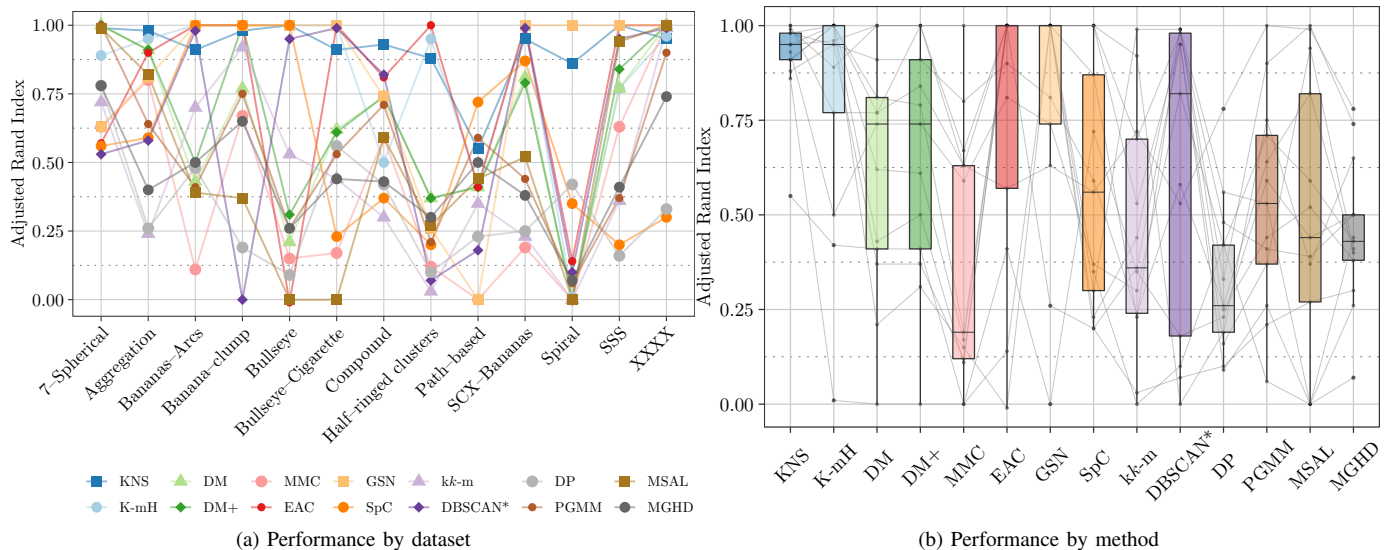 1.00
0.75
0.50
0.25
0.00
Adjusted Rand Index
7–Spherical
Aggregation
Bananas–Arcs
Banana–clump
Bullseye
Bullseye–Cigarette
Compound
Half–ringed clusters
Path–based
SCX–Bananas
Spiral
SSS
XXXX
KNS DM MMC GSN kk-m DP MSAL
K-mH DM+ EAC SpC DBSCAN* PGMM MGHD
(a) Performance by dataset
1.00
0.75
0.50
0.25
0.00
Adjusted Rand Index
KNS
K-mH
DM
DM+
MMC
EAC
GSN
SpC
kk-m
DBSCAN*
DP
PGMM
MSAL
MGHD
(b) Performance by method